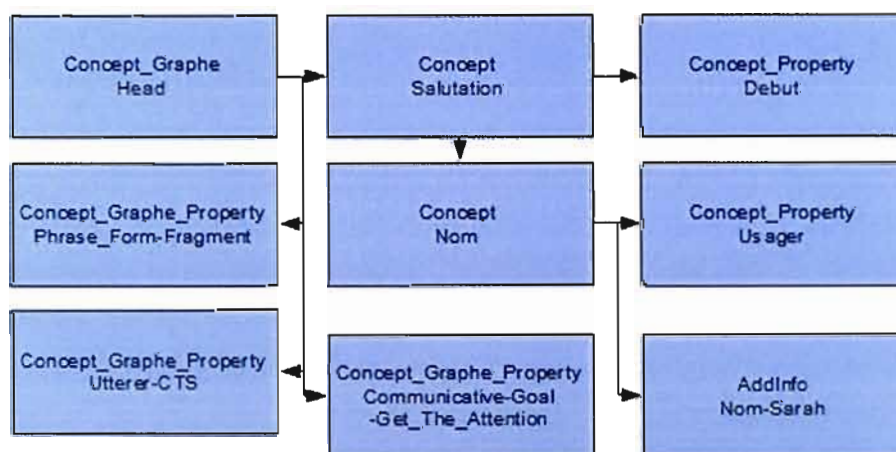 Concept_Graphe
Head
Concept
Salutation
Concept_Property
Debut
Concept_Graphe_Property
Phrase_Form-Fragment
Concept
Nom
Concept_Property
Usager
Concept_Graphe_Property
Utterer-CTS
Concept_Graphe_Property
Communicative-Goal
-Get_The_Attention
AddInfo
Nom-Sarah